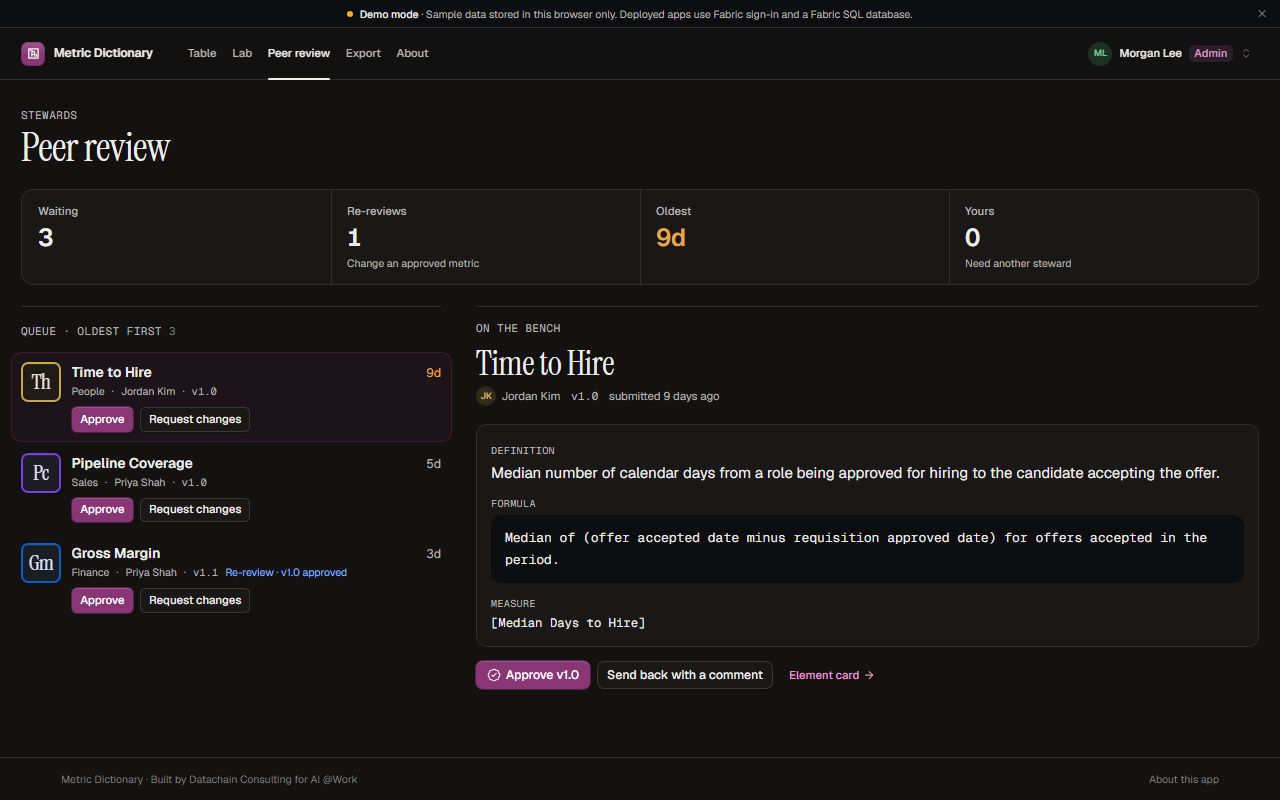 Demo mode · Sample data stored in this browser only. Deployed apps use Fabric sign-in and a Fabric SQL database.
Metric Dictionary
Table
Lab
Peer review
Export
About
ML
Morgan Lee
Admin
STEWARDS
Peer review
Waiting
3
Re-reviews
1
Change an approved metric
Oldest
9d
Yours
0
Need another steward
QUEUE · OLDEST FIRST 3
Th
Time to Hire
9d
People · Jordan Kim · v1.0
Approve
Request changes
Pc
Pipeline Coverage
5d
Sales · Priya Shah · v1.0
Approve
Request changes
Gm
Gross Margin
3d
Finance · Priya Shah · v1.1 Re-review · v1.0 approved
Approve
Request changes
ON THE BENCH
Time to Hire
JK
Jordan Kim v1.0 submitted 9 days ago
DEFINITION
Median number of calendar days from a role being approved for hiring to the candidate accepting the offer.
FORMULA
Median of (offer accepted date minus requisition approved date) for offers accepted in the
period.
MEASURE
[Median Days to Hire]
Approve v1.0
Send back with a comment
Element card →
Metric Dictionary · Built by Datachain Consulting for AI @Work
About this app